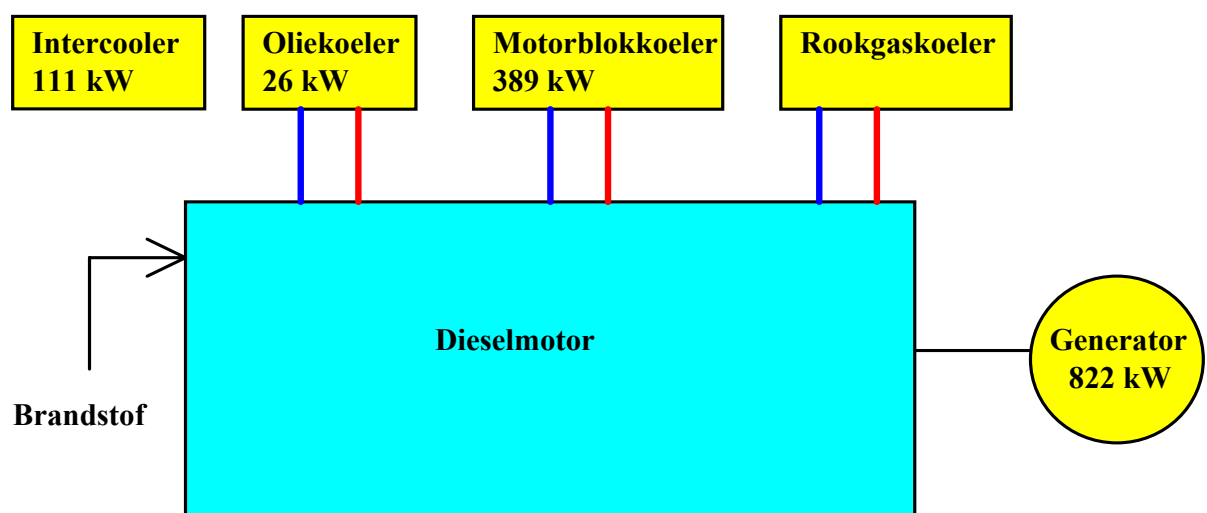 Intercooler
111 kW
Oliekoeler
26 kW
Motorblokkoeler
389 kW
Rookgaskoeler
Dieselmotor
Generator
822 kW
Brandstof